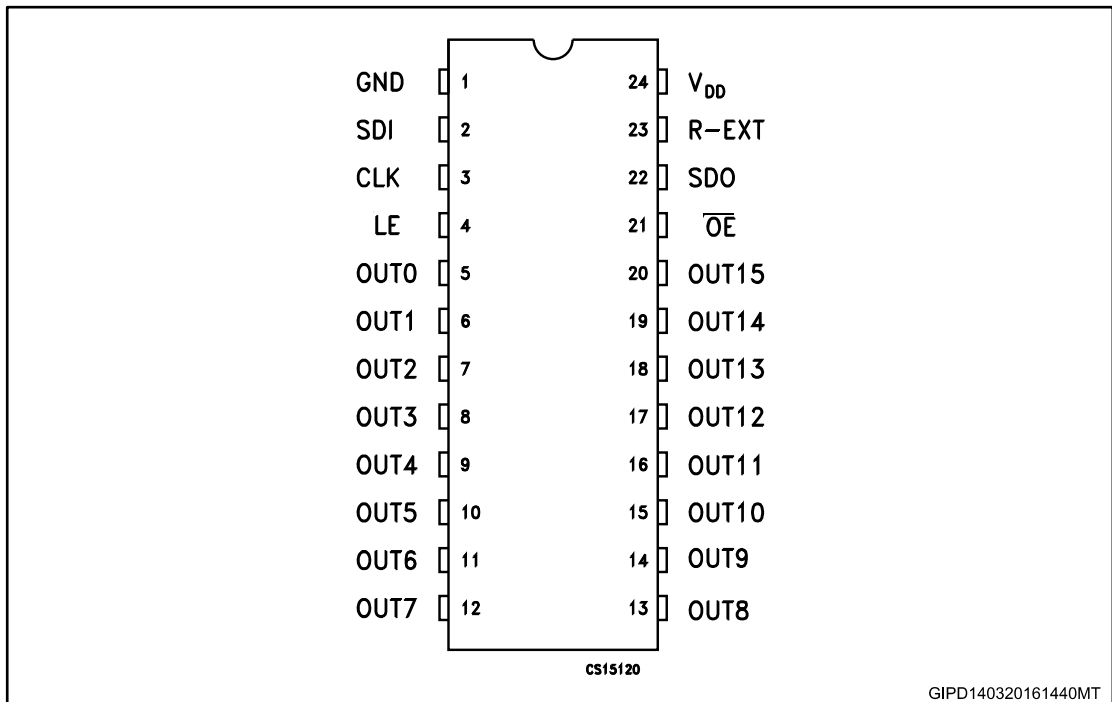 GND 1 24 V_DD
SDI 2 23 R-EXT
CLK 3 22 SDO
LE 4 21 O̅E̅
OUT0 5 20 OUT15
OUT1 6 19 OUT14
OUT2 7 18 OUT13
OUT3 8 17 OUT12
OUT4 9 16 OUT11
OUT5 10 15 OUT10
OUT6 11 14 OUT9
OUT7 12 13 OUT8
CS15120
GIPD140320161440MT